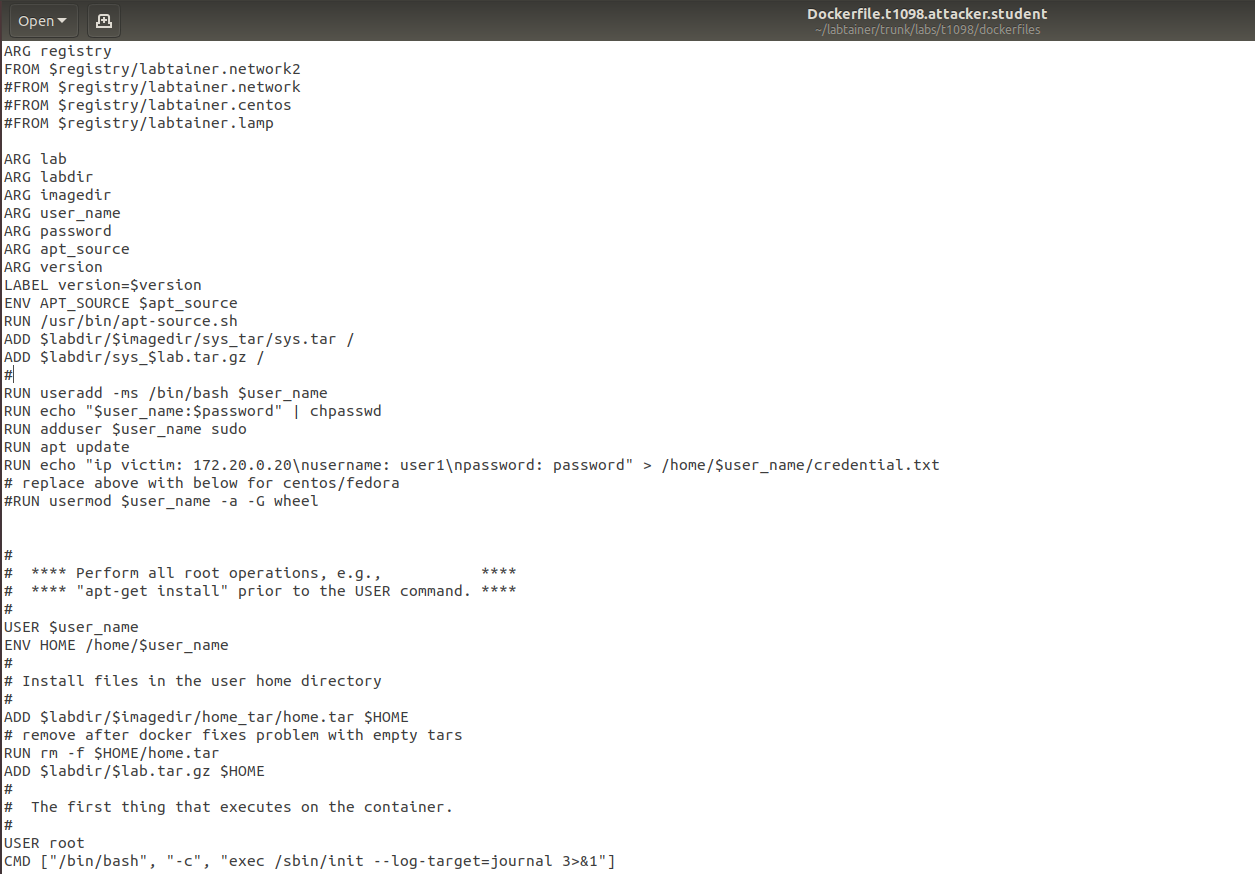 Open
Dockerfile.t1098.attacker.student
~/labtainer/trunk/labs/t1098/dockerfiles
ARG registry
FROM $registry/labtainer.network2
#FROM $registry/labtainer.network
#FROM $registry/labtainer.centos
#FROM $registry/labtainer.lamp

ARG lab
ARG labdir
ARG imagedir
ARG user_name
ARG password
ARG apt_source
ARG version
LABEL version=$version
ENV APT_SOURCE $apt_source
RUN /usr/bin/apt-source.sh
ADD $labdir/$imagedir/sys_tar/sys.tar /
ADD $labdir/sys_$lab.tar.gz /
#
RUN useradd -ms /bin/bash $user_name
RUN echo "$user_name:$password" | chpasswd
RUN adduser $user_name sudo
RUN apt update
RUN echo "ip victim: 172.20.0.20\nusername: user1\npassword: password" > /home/$user_name/credential.txt
# replace above with below for centos/fedora
#RUN usermod $user_name -a -G wheel


#
#  **** Perform all root operations, e.g.,           ****
#  **** "apt-get install" prior to the USER command. ****
#
USER $user_name
ENV HOME /home/$user_name
#
# Install files in the user home directory
#
ADD $labdir/$imagedir/home_tar/home.tar $HOME
# remove after docker fixes problem with empty tars
RUN rm -f $HOME/home.tar
ADD $labdir/$lab.tar.gz $HOME
#
#  The first thing that executes on the container.
#
USER root
CMD ["/bin/bash", "-c", "exec /sbin/init --log-target=journal 3>&1"]